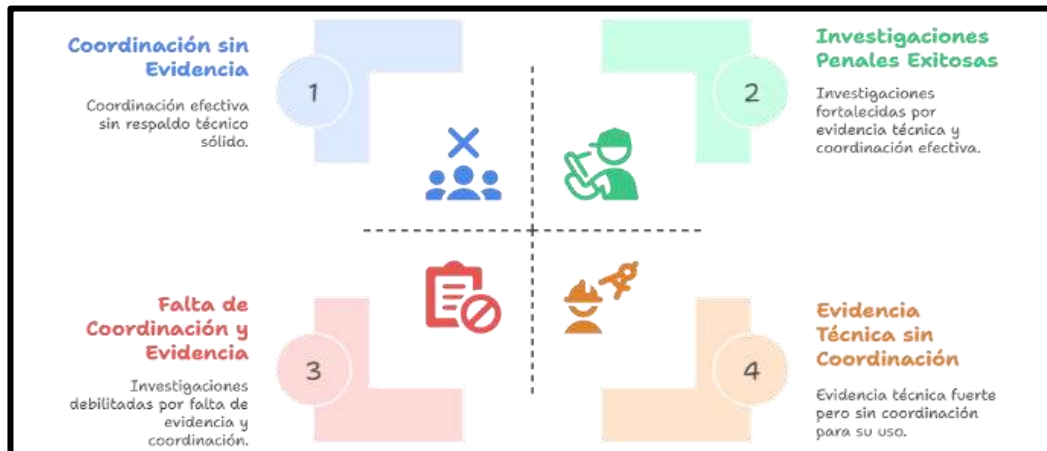 Coordinación sin
Evidencia
Coordinación efectiva
sin respaldo técnico
sólido.
1
2
Investigaciones
Penales Exitosas
Investigaciones
fortalecidas por
evidencia técnica y
coordinación efectiva.
Falta de
Coordinación y
Evidencia
Investigaciones
debilitadas por falta de
evidencia y
coordinación.
3
4
Evidencia
Técnica sin
Coordinación
Evidencia técnica fuerte
pero sin coordinación
para su uso.